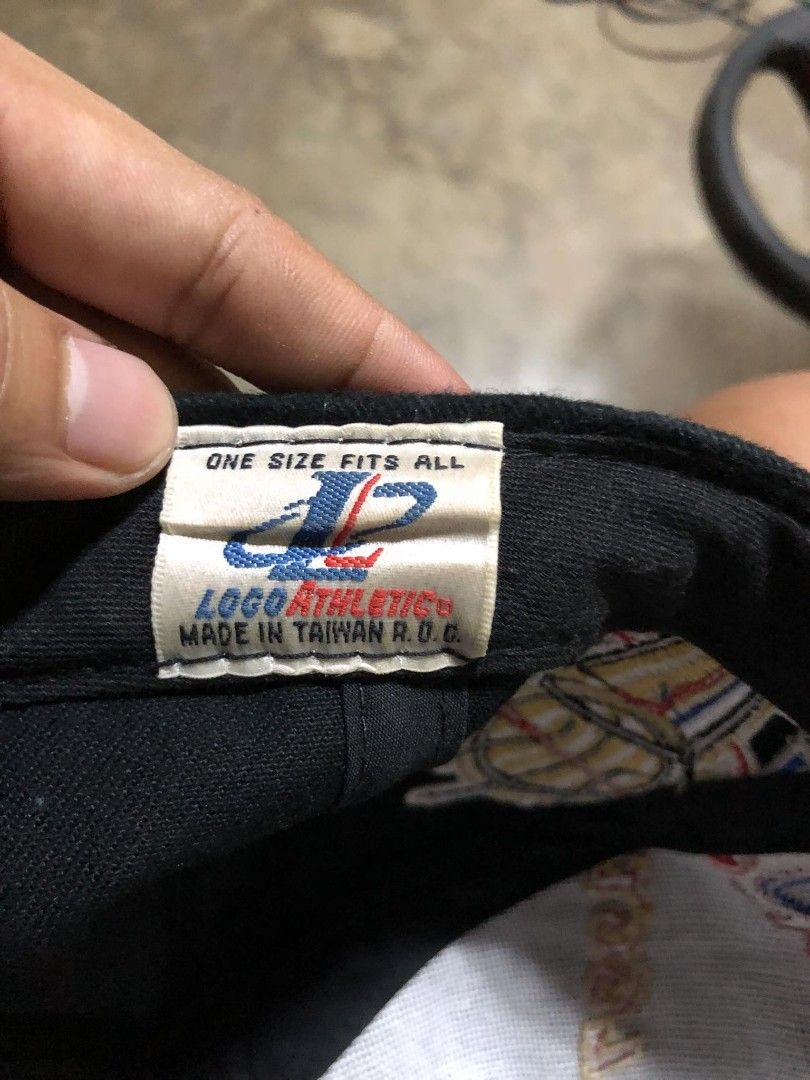 ONE SIZE FITS ALL
LOGO ATHLETIC
MADE IN TAIWAN R.O.C.